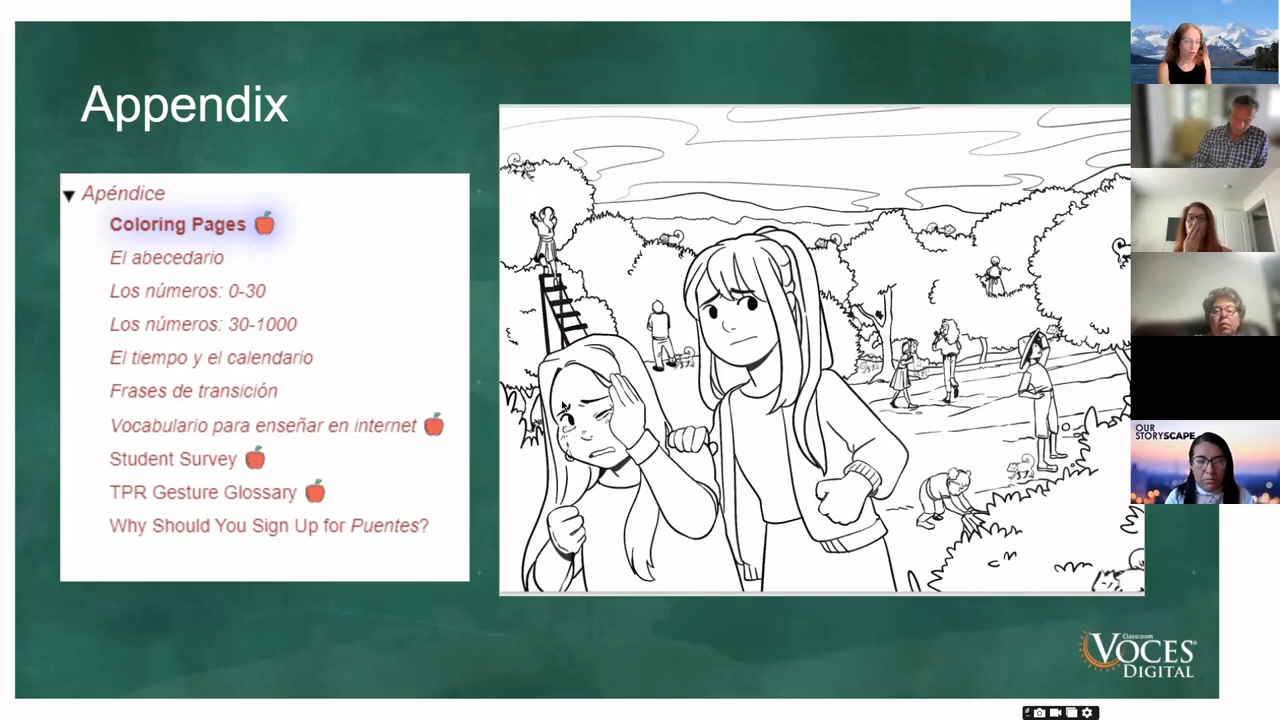 Appendix
Apéndice
Coloring Pages
El abecedario
Los números: 0-30
Los números: 30-1000
El tiempo y el calendario
Frases de transición
Vocabulario para enseñar en internet
Student Survey
TPR Gesture Glossary
Why Should You Sign Up for Puentes?
OUR
STORYSCAPE
Classroom
VOCES
DIGITAL